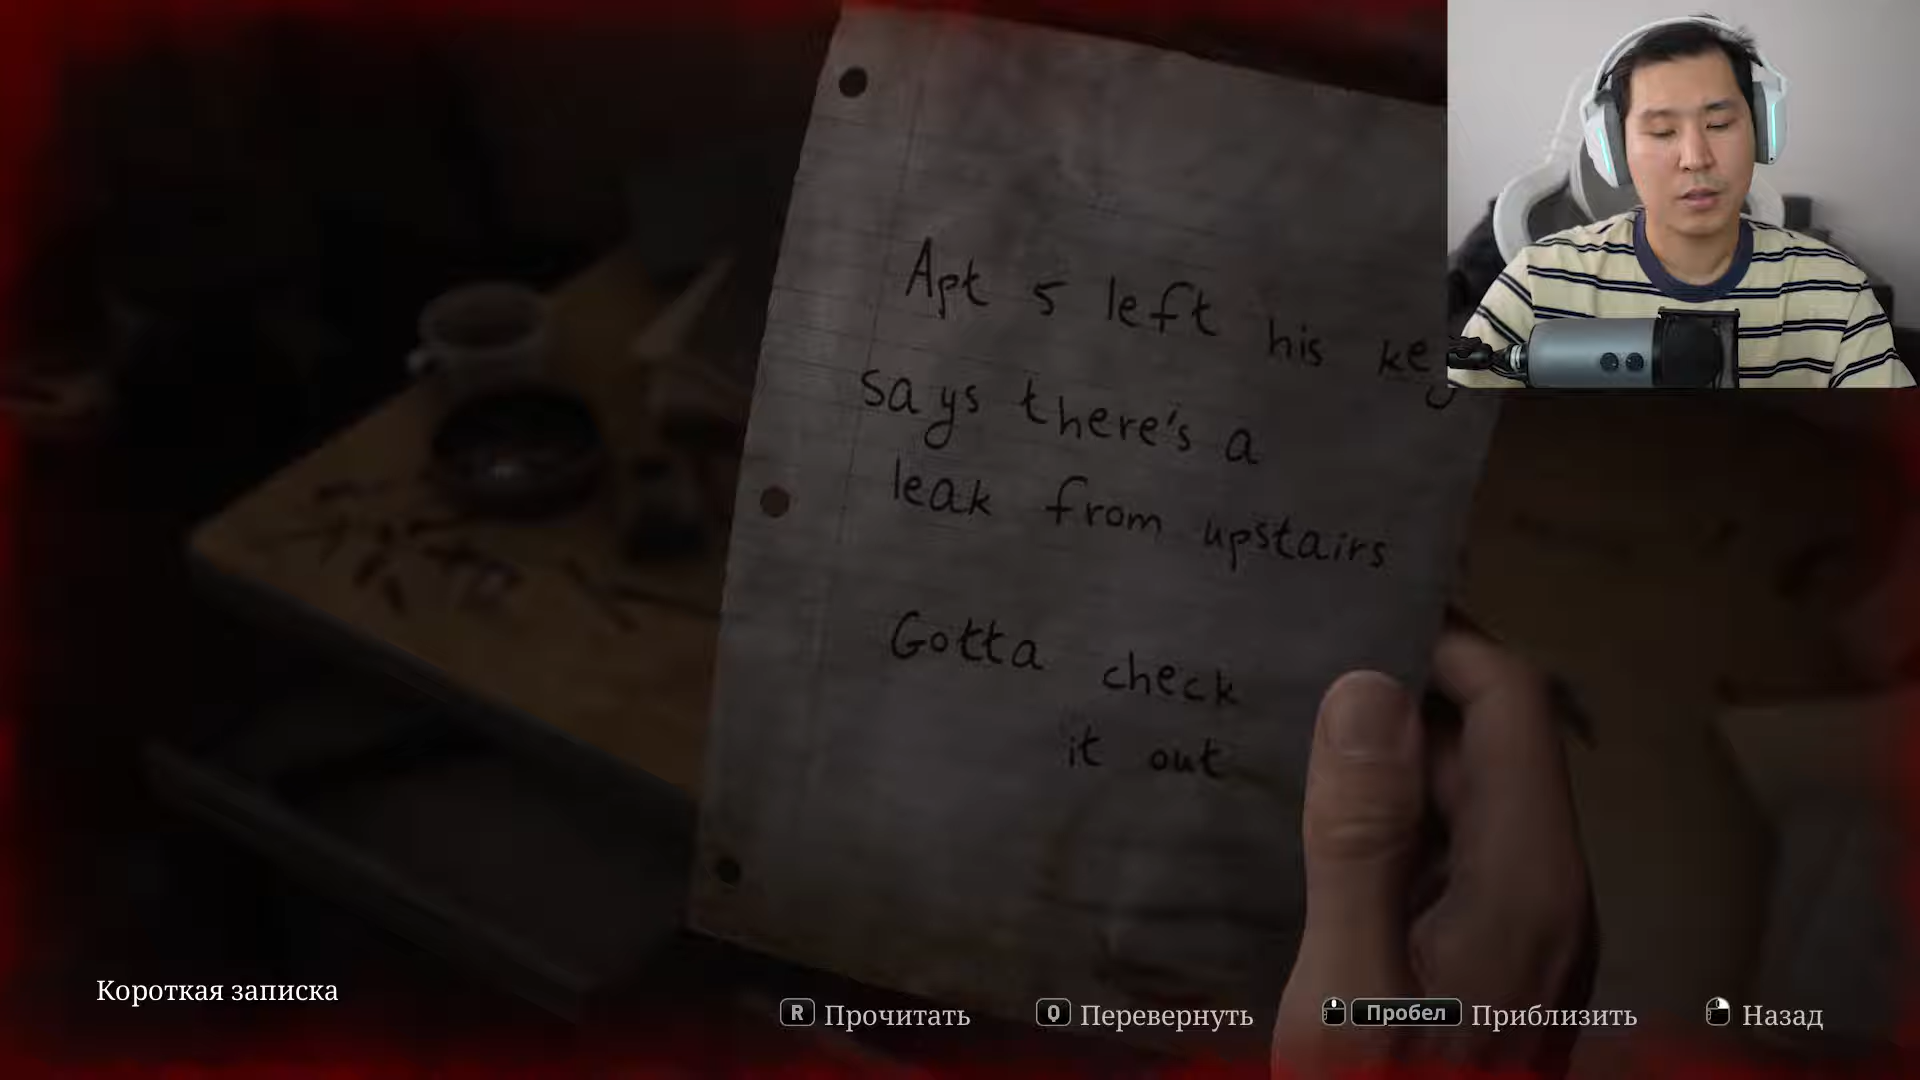 Apt 5 left his key
says there's a
leak from upstairs
Gotta check
it out
Короткая записка
R Прочитать Q Перевернуть Пробел Приблизить Назад